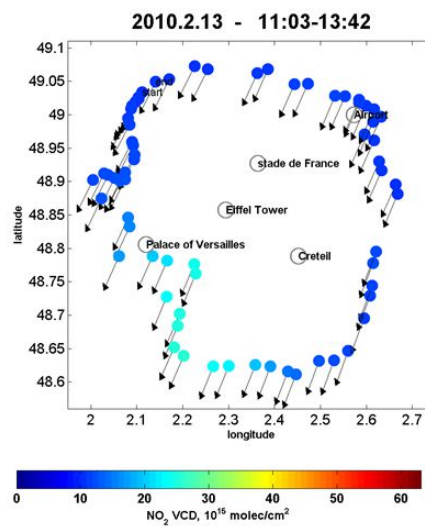 2010.2.13 - 11:03-13:42
49.1
49.05
49
48.95
48.9
48.85
48.8
48.75
48.7
48.65
48.6
latitude
end
start
Airport
stade de France
Eiffel Tower
Palace of Versailles
Creteil
2 2.1 2.2 2.3 2.4 2.5 2.6 2.7
longitude
0 10 20 30 40 50 60
NO2 VCD, 10^15 molec/cm^2